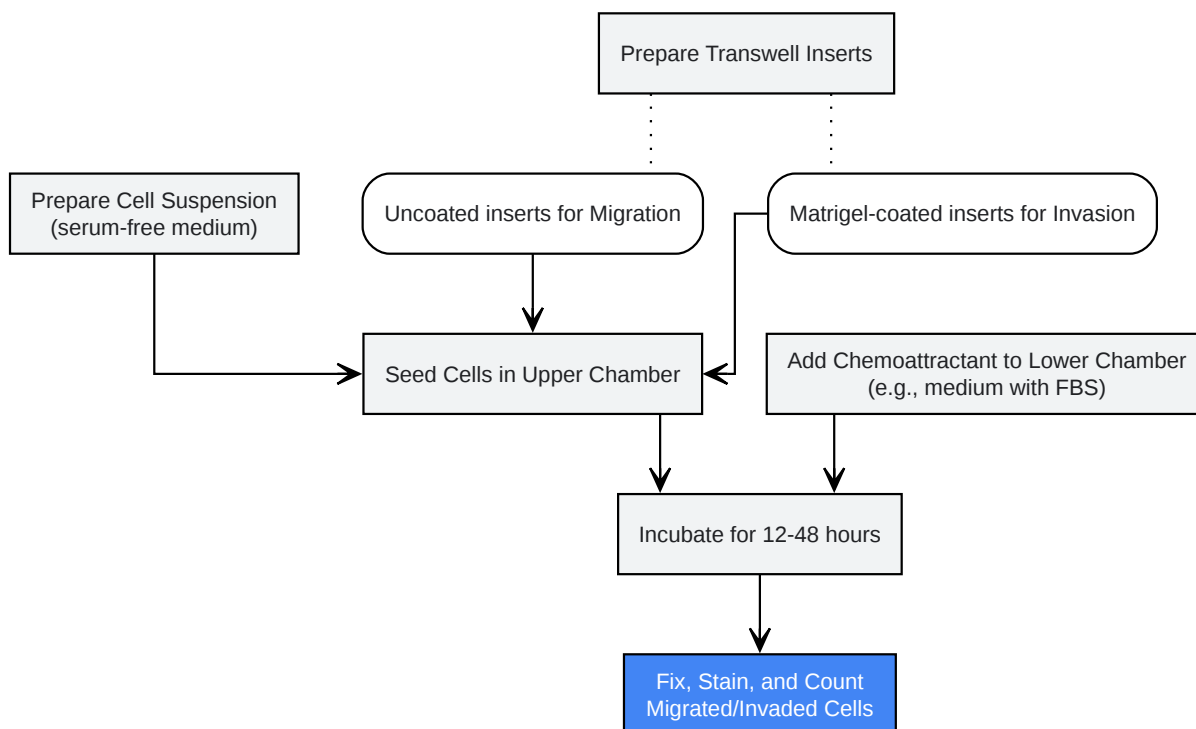 Prepare Transwell Inserts
Prepare Cell Suspension
(serum-free medium)
Uncoated inserts for Migration
Matrigel-coated inserts for Invasion
Seed Cells in Upper Chamber
Add Chemoattractant to Lower Chamber
(e.g., medium with FBS)
Incubate for 12-48 hours
Fix, Stain, and Count
Migrated/Invaded Cells